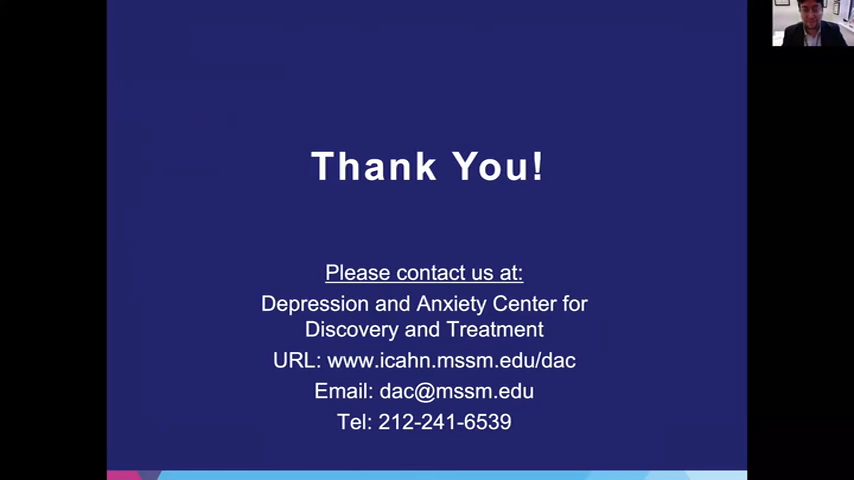 Thank You!
Please contact us at:
Depression and Anxiety Center for
Discovery and Treatment
URL: www.icahn.mssm.edu/dac
Email: dac@mssm.edu
Tel: 212-241-6539